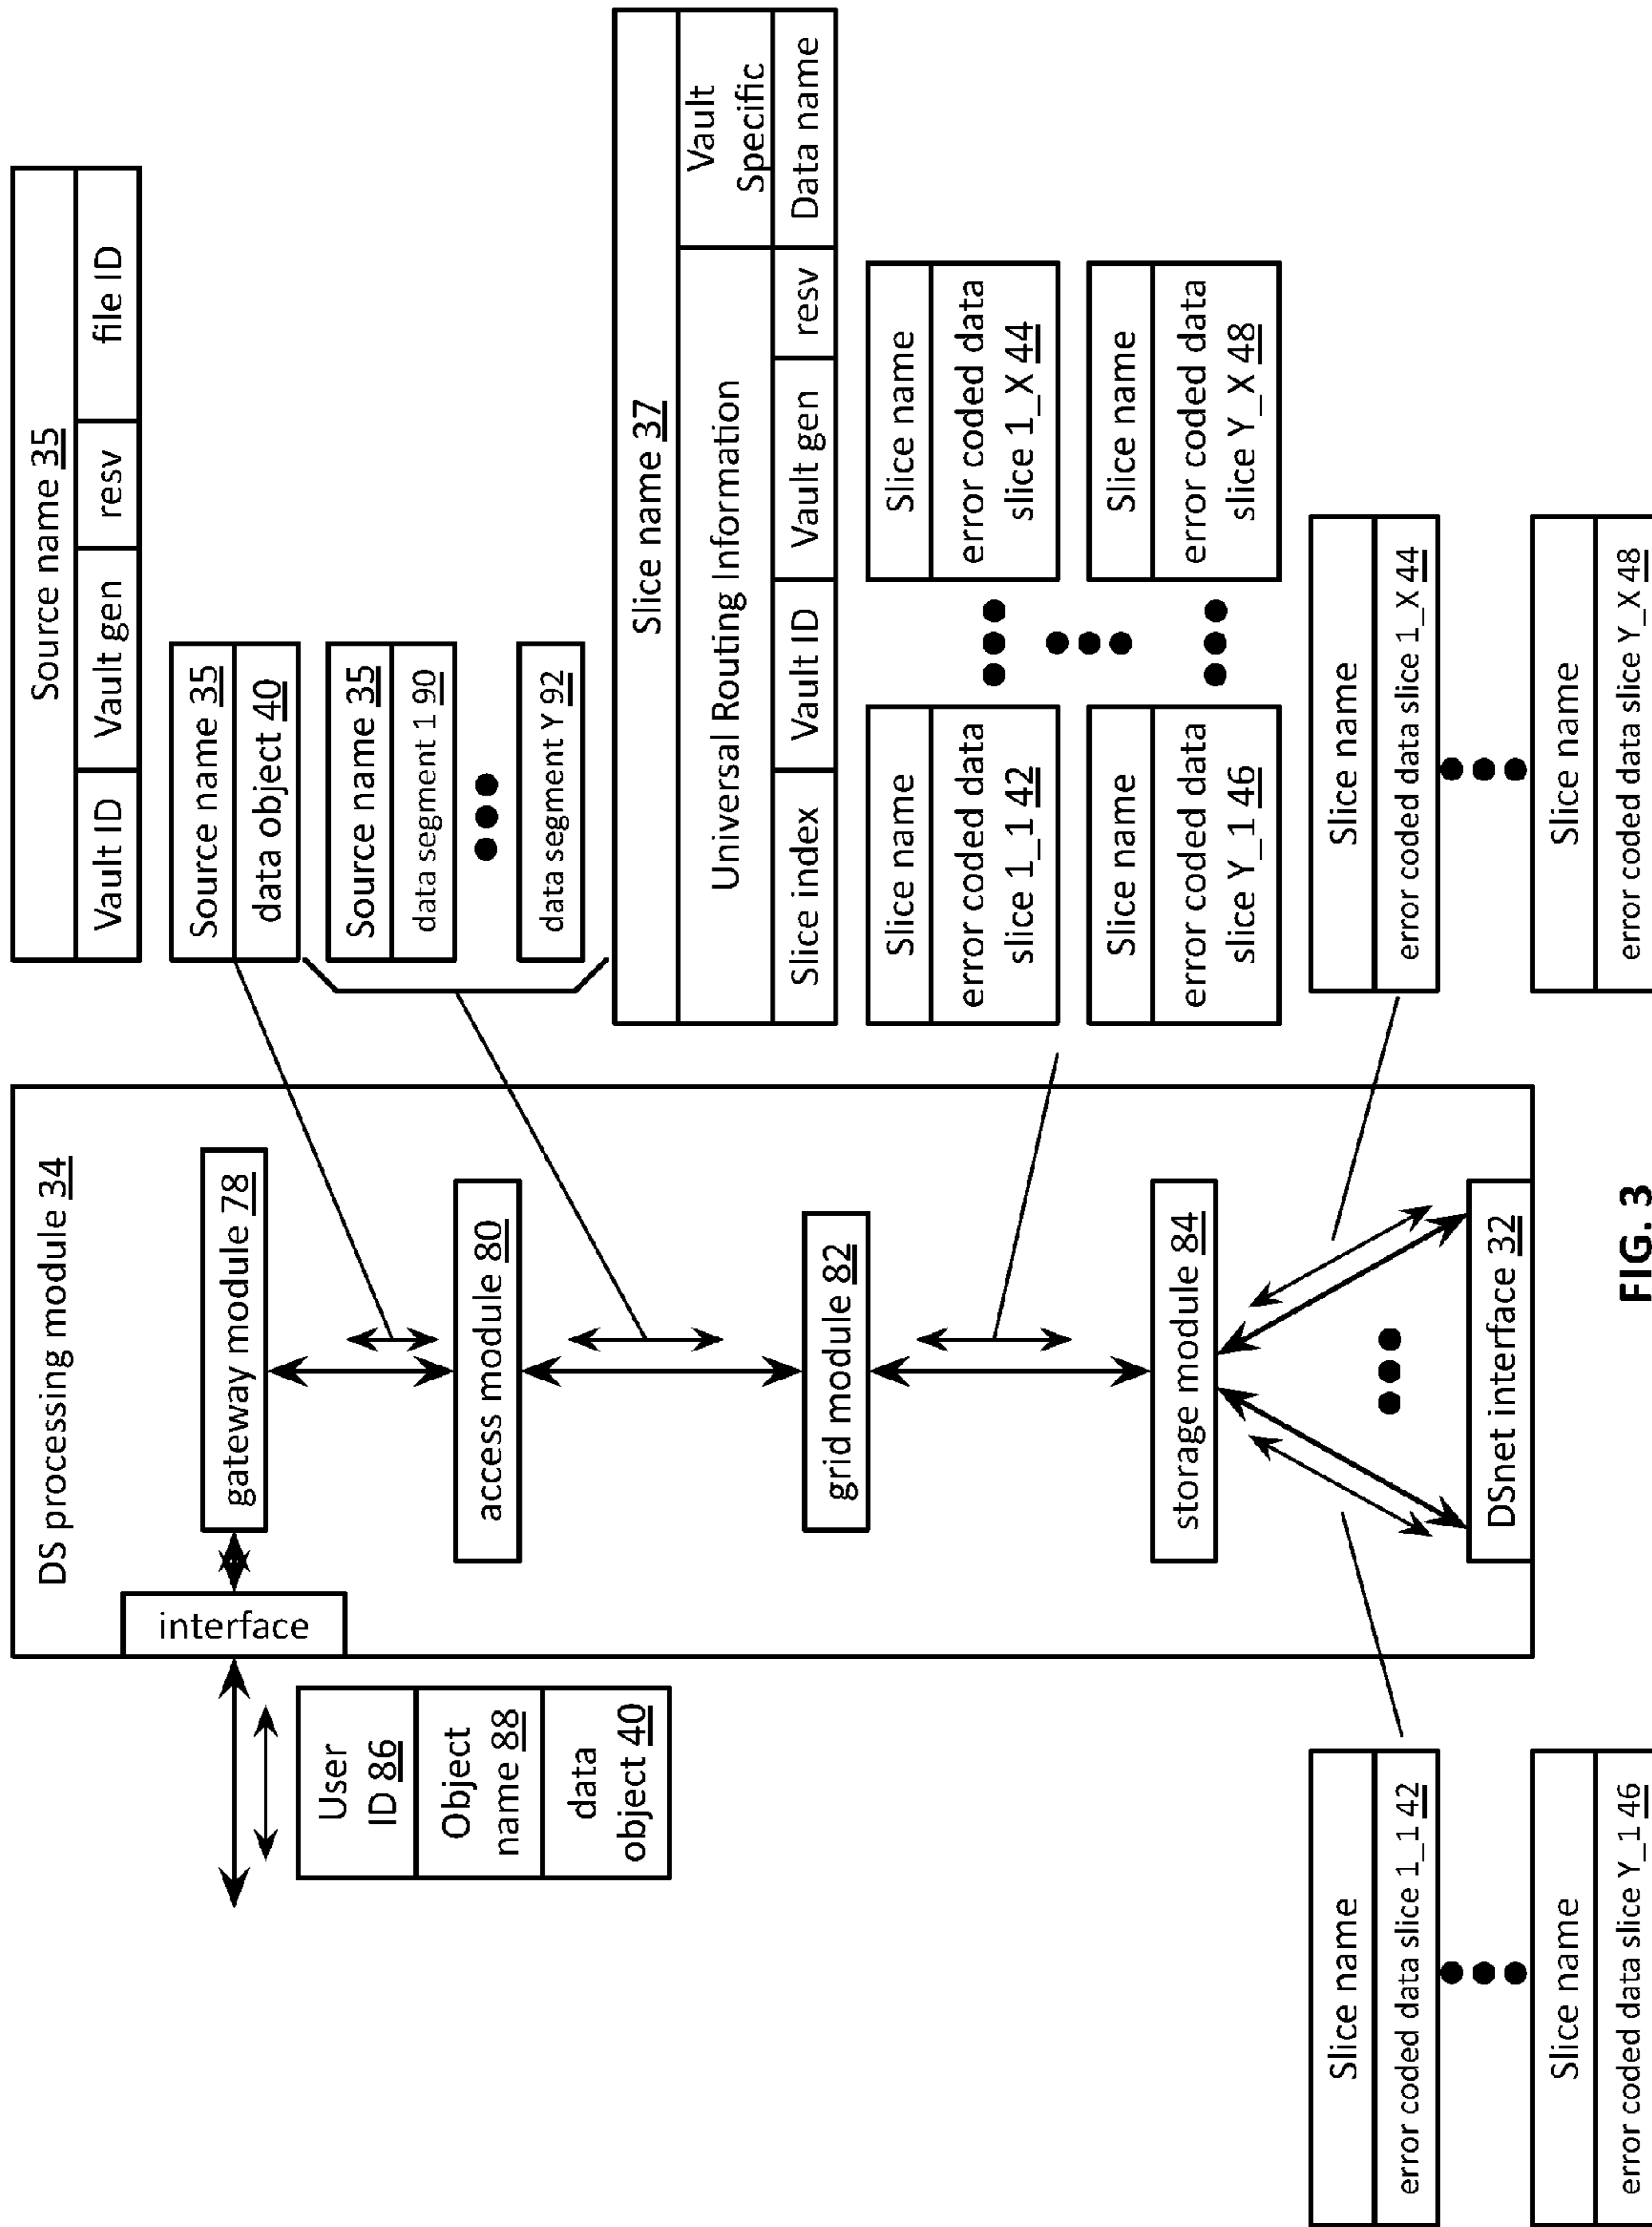 DS processing module 34
interface
gateway module 78
access module 80
grid module 82
storage module 84
DSnet interface 32
User
ID 86
Object
name 88
data
object 40
Source name 35
Vault ID
Vault gen
resv
file ID
Source name 35
data object 40
Source name 35
data segment 1 90
data segment Y 92
Slice name 37
Universal Routing Information
Vault
Specific
Slice index
Vault ID
Vault gen
resv
Data name
Slice name
error coded data
slice 1_1 42
Slice name
error coded data
slice 1_X 44
Slice name
error coded data
slice Y_1 46
Slice name
error coded data
slice Y_X 48
Slice name
error coded data slice 1_1 42
Slice name
error coded data slice Y_1 46
Slice name
error coded data slice 1_X 44
Slice name
error coded data slice Y_X 48
FIG. 3